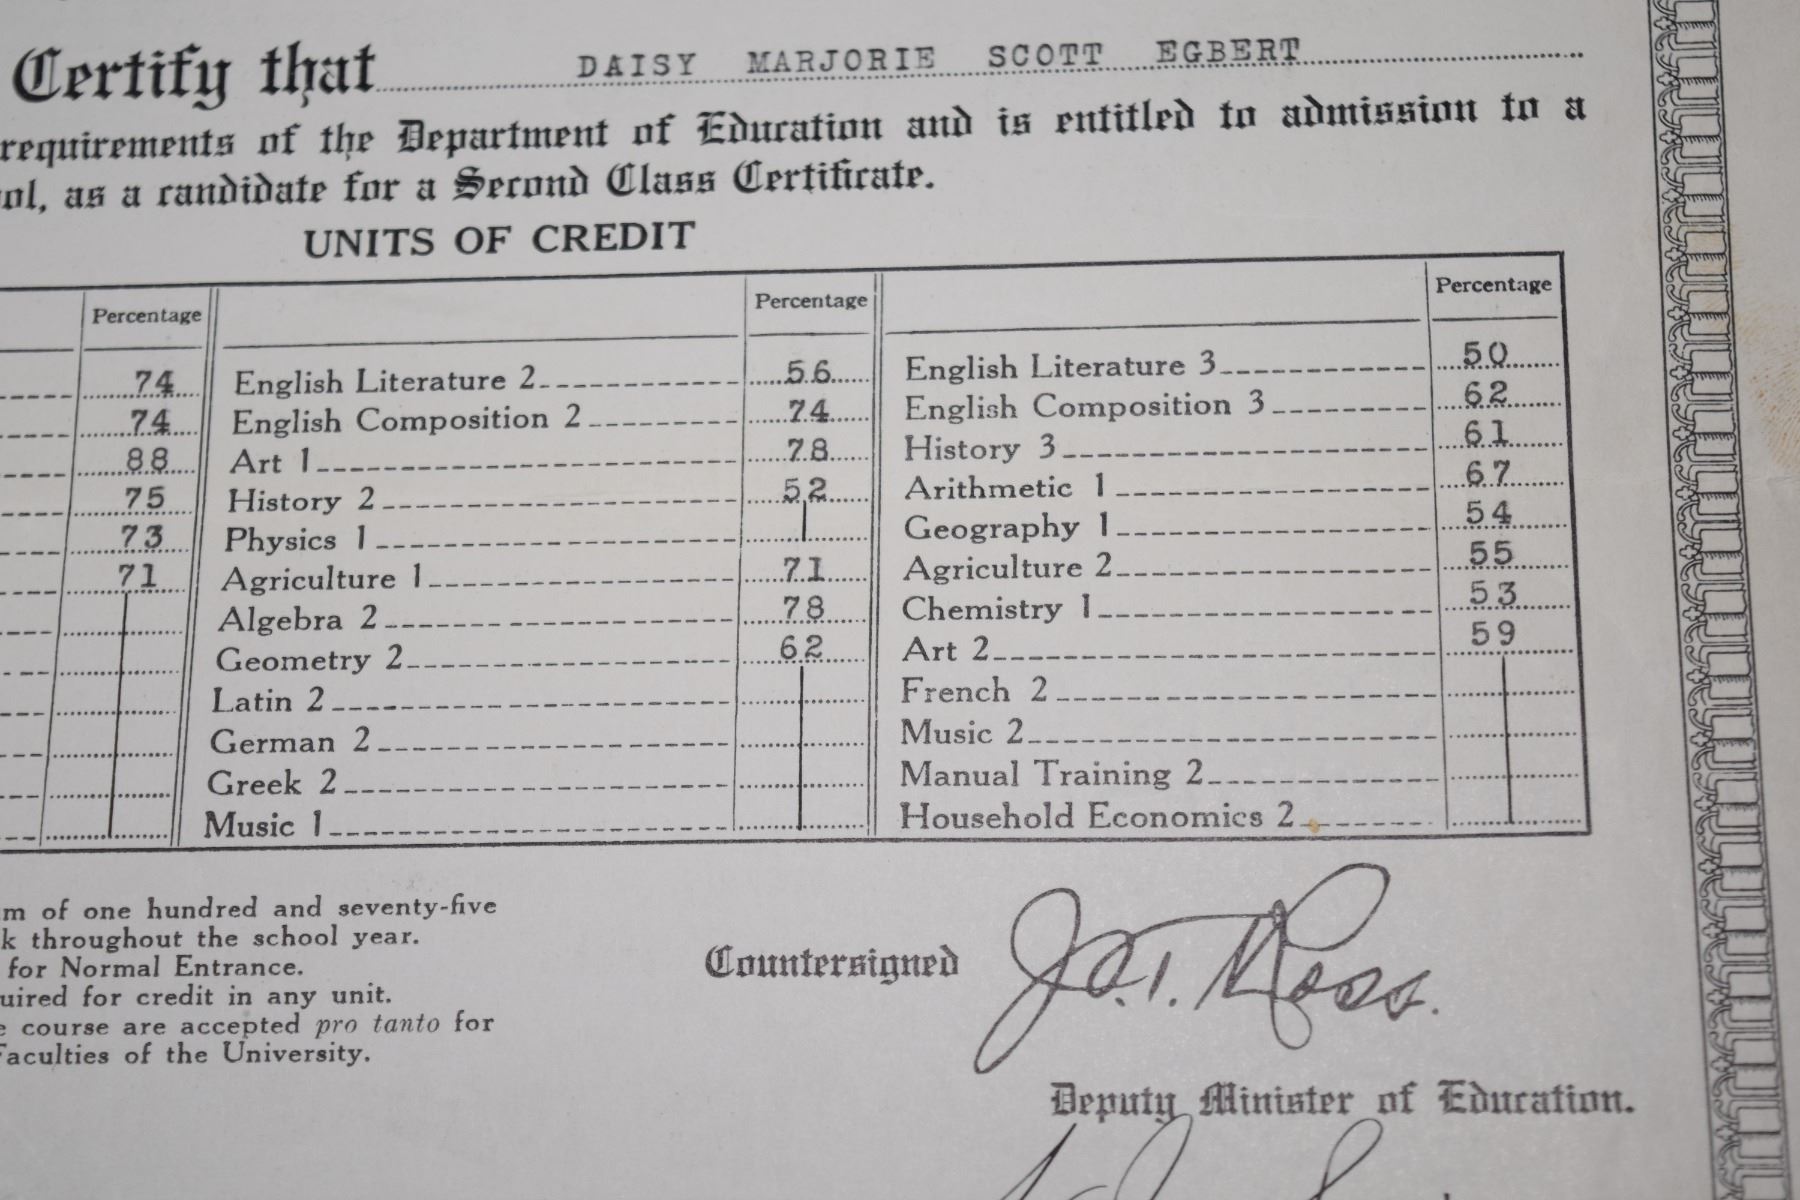 Certify that DAISY MARJORIE SCOTT EGBERT
requirements of the Department of Education and is entitled to admission to a
ol, as a candidate for a Second Class Certificate.
UNITS OF CREDIT
Percentage Percentage Percentage
74 English Literature 2 56 English Literature 3 50
74 English Composition 2 74 English Composition 3 62
88 Art 1 78 History 3 61
75 History 2 52 Arithmetic 1 67
73 Physics 1 Geography 1 54
71 Agriculture 1 71 Agriculture 2 55
Algebra 2 78 Chemistry 1 53
Geometry 2 62 Art 2 59
Latin 2 French 2
German 2 Music 2
Greek 2 Manual Training 2
Music 1 Household Economics 2
m of one hundred and seventy-five
k throughout the school year.
for Normal Entrance.
uired for credit in any unit.
e course are accepted pro tanto for
Faculties of the University.
Countersigned J.T. Ross.
Deputy Minister of Education.